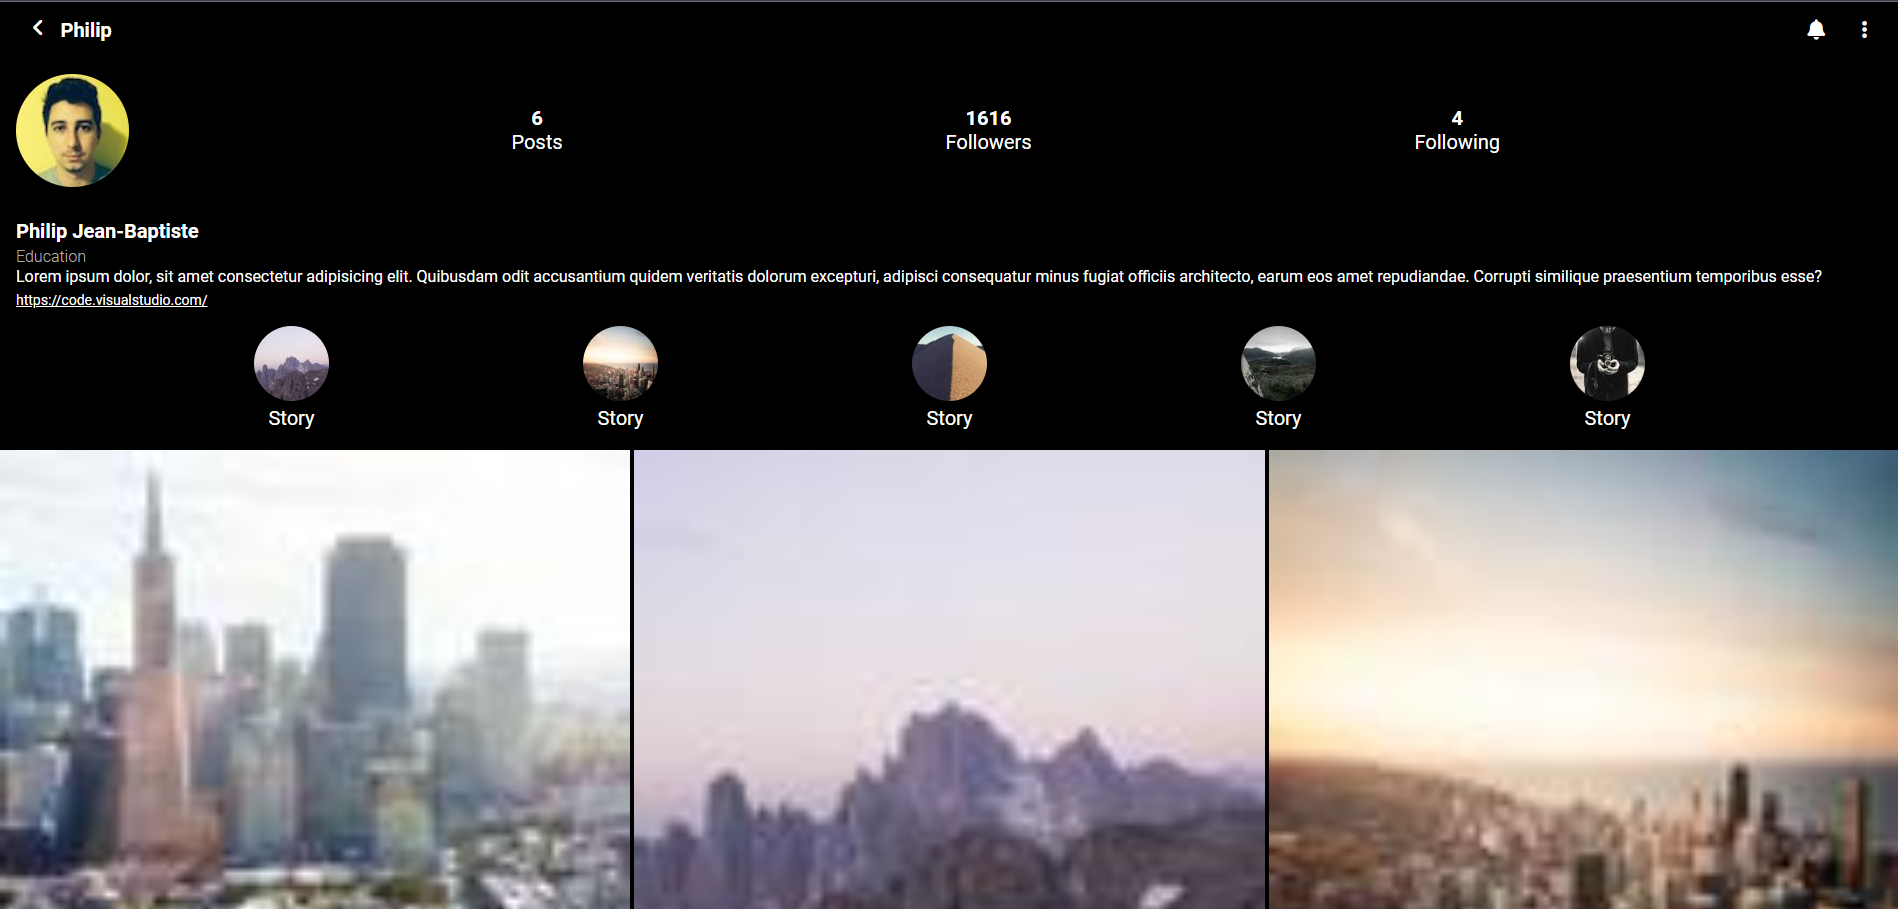 Philip
6
Posts
1616
Followers
4
Following
Philip Jean-Baptiste
Education
Lorem ipsum dolor, sit amet consectetur adipisicing elit. Quibusdam odit accusantium quidem veritatis dolorum excepturi, adipisci consequatur minus fugiat officiis architecto, earum eos amet repudiandae. Corrupti similique praesentium temporibus esse?
https://code.visualstudio.com/
Story
Story
Story
Story
Story